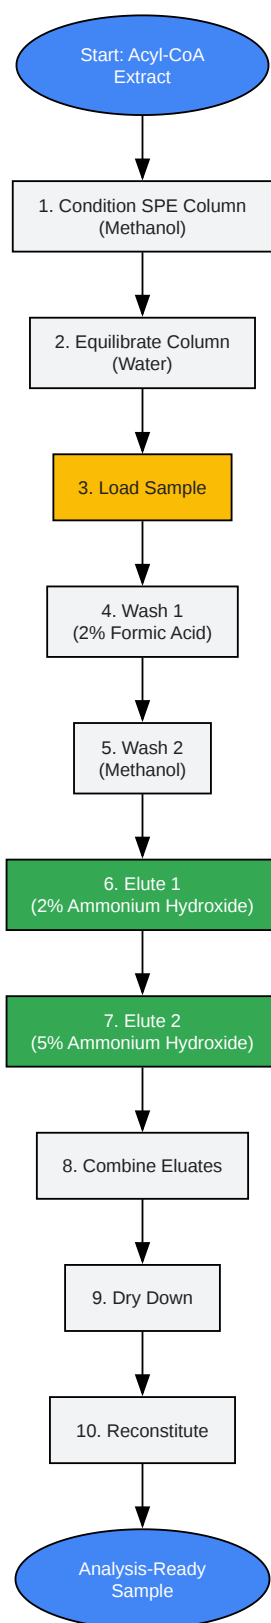 Start: Acyl-CoA
Extract
1. Condition SPE Column
(Methanol)
2. Equilibrate Column
(Water)
3. Load Sample
4. Wash 1
(2% Formic Acid)
5. Wash 2
(Methanol)
6. Elute 1
(2% Ammonium Hydroxide)
7. Elute 2
(5% Ammonium Hydroxide)
8. Combine Eluates
9. Dry Down
10. Reconstitute
Analysis-Ready
Sample